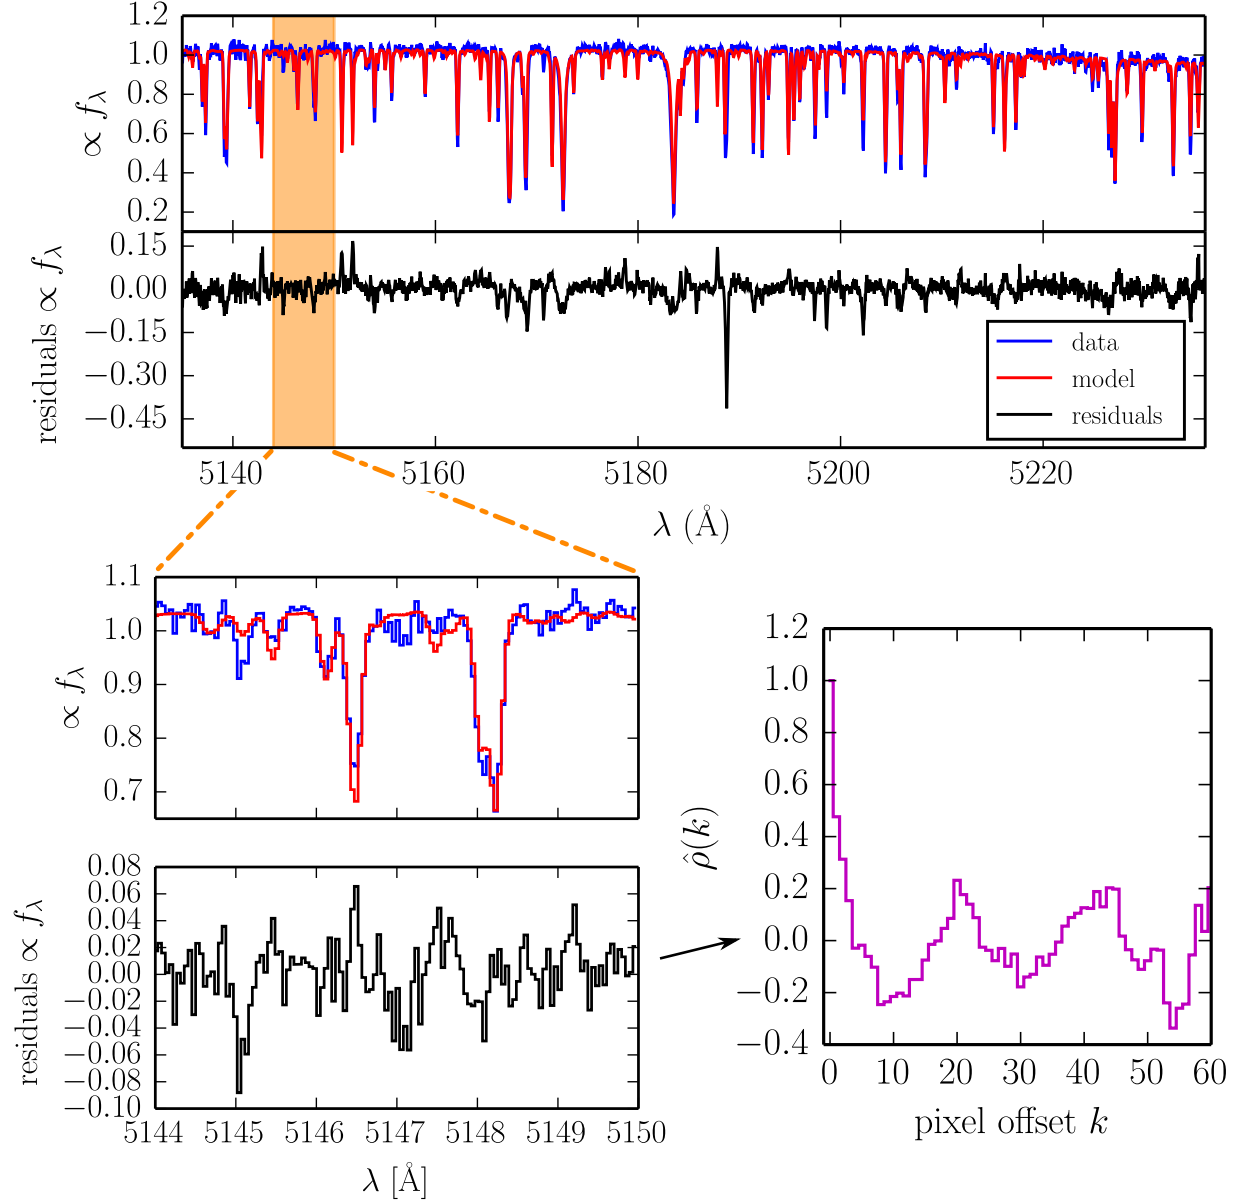 1.2
1.0
0.8
0.6
0.4
0.2
∝ fλ
0.15
0.00
−0.15
−0.30
−0.45
residuals ∝ fλ
data
model
residuals
5140 5160 5180 5200 5220
λ (Å)
1.1
1.0
0.9
0.8
0.7
∝ fλ
0.08
0.06
0.04
0.02
0.00
−0.02
−0.04
−0.06
−0.08
−0.10
residuals ∝ fλ
5144 5145 5146 5147 5148 5149 5150
λ [Å]
1.2
1.0
0.8
0.6
0.4
0.2
0.0
−0.2
−0.4
ρ̂(k)
0 10 20 30 40 50 60
pixel offset k